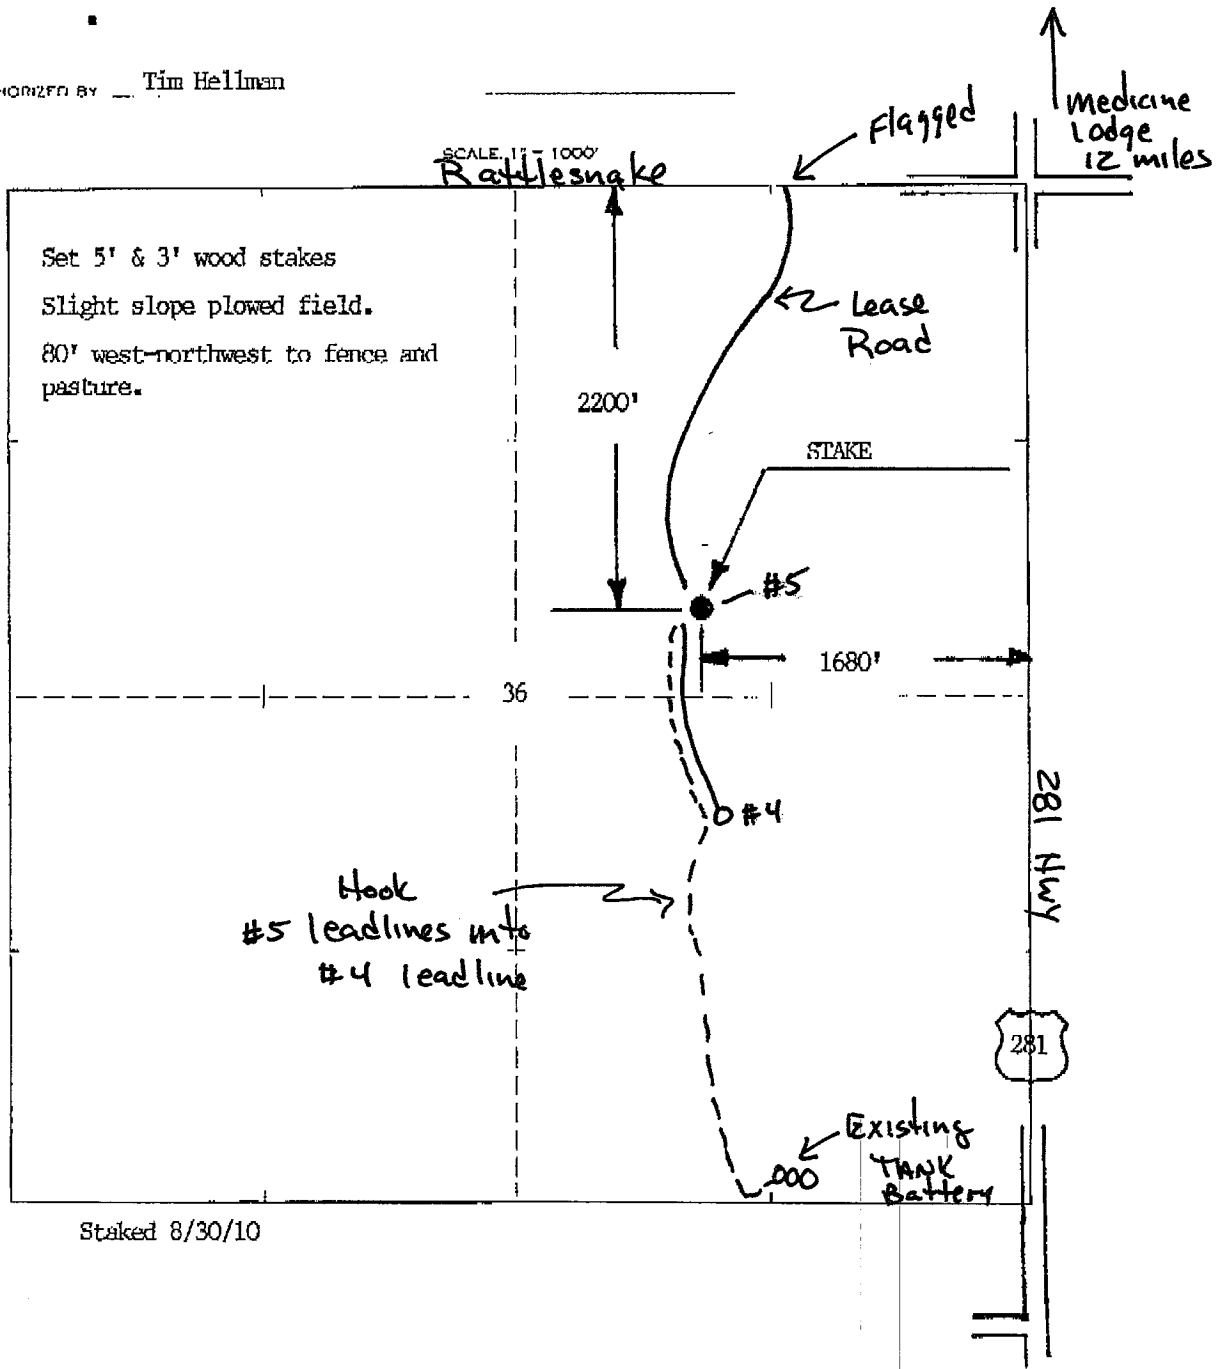 HORIZED BY Tim Hellman
Flagged
Medicine
Lodge
12 miles
SCALE 1" = 1000'
Rattlesnake
Set 5' & 3' wood stakes
Slight slope plowed field.
80' west-northwest to fence and
pasture.
Lease
Road
2200'
STAKE
#5
1680'
36
#4
281 Hwy
Hook
#5 leadlines into
#4 leadline
281
Existing
TANK
Battery
Staked 8/30/10